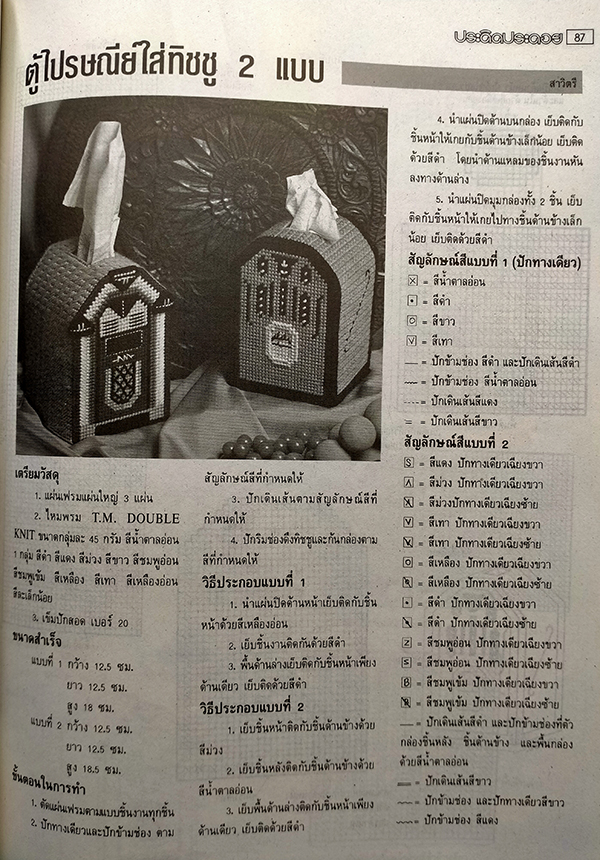 ประดิดประดอย 87
ตู้ไปรษณีย์ใส่ทิชชู 2 แบบ
สาวิตรี
เตรียมวัสดุ
1. แผ่นเฟรมแผ่นใหญ่ 3 แผ่น
2. ไหมพรม T.M. DOUBLE
KNIT ขนาดกลุ่มละ 45 กรัม สีน้ำตาลอ่อน
1 กลุ่ม สีดำ สีแดง สีม่วง สีขาว สีชมพูอ่อน
สีชมพูเข้ม สีเหลือง สีเทา สีเหลืองอ่อน
สีละเล็กน้อย
3. เข็มปักสอด เบอร์ 20
ขนาดสำเร็จ
แบบที่ 1 กว้าง 12.5 ซม.
ยาว 12.5 ซม.
สูง 18 ซม.
แบบที่ 2 กว้าง 12.5 ซม.
ยาว 12.5 ซม.
สูง 18.5 ซม.
ขั้นตอนในการทำ
1. ตัดแผ่นเฟรมตามแบบชิ้นงานทุกชิ้น
2. ปักทางเดียวและปักข้ามช่อง ตาม
สัญลักษณ์สีที่กำหนดให้
3. ปักเดินเส้นตามสัญลักษณ์สีที่
กำหนดให้
4. ปักริมช่องดึงทิชชูและก้นกล่องตาม
สีที่กำหนดให้
วิธีประกอบแบบที่ 1
1. นำแผ่นปิดด้านหน้าเย็บติดกับชิ้น
หน้าด้วยสีเหลืองอ่อน
2. เย็บชิ้นงานติดกันด้วยสีดำ
3. พื้นด้านล่างเย็บติดกับชิ้นหน้าเพียง
ด้านเดียว เย็บติดด้วยสีดำ
วิธีประกอบแบบที่ 2
1. เย็บชิ้นหน้าติดกับชิ้นด้านข้างด้วย
สีม่วง
2. เย็บชิ้นหลังติดกับชิ้นด้านข้างด้วย
สีน้ำตาลอ่อน
3. เย็บพื้นด้านล่างติดกับชิ้นหน้าเพียง
ด้านเดียว เย็บติดด้วยสีดำ
4. นำแผ่นปิดด้านบนกล่อง เย็บติดกับ
ชิ้นหน้าให้เกยกับชิ้นด้านข้างเล็กน้อย เย็บติด
ด้วยสีดำ โดยนำด้านแหลมของชิ้นงานหัน
ลงทางด้านล่าง
5. นำแผ่นปิดมุมกล่องทั้ง 2 ชิ้น เย็บ
ติดกับชิ้นหน้าให้เกยไปทางชิ้นด้านข้างเล็ก
น้อย เย็บติดด้วยสีดำ
สัญลักษณ์สีแบบที่ 1 (ปักทางเดียว)
= สีน้ำตาลอ่อน
= สีดำ
= สีขาว
V = สีเทา
= ปักข้ามช่อง สีดำ และปักเดินเส้นสีดำ
= ปักข้ามช่อง สีน้ำตาลอ่อน
= ปักเดินเส้นสีแดง
= ปักเดินเส้นสีขาว
สัญลักษณ์สีแบบที่ 2
S = สีแดง ปักทางเดียวเฉียงขวา
= สีม่วง ปักทางเดียวเฉียงขวา
= สีม่วงปักทางเดียวเฉียงซ้าย
V = สีเทา ปักทางเดียวเฉียงขวา
= สีเทา ปักทางเดียวเฉียงซ้าย
= สีเหลือง ปักทางเดียวเฉียงขวา
= สีเหลือง ปักทางเดียวเฉียงซ้าย
= สีดำ ปักทางเดียวเฉียงขวา
= สีดำ ปักทางเดียวเฉียงซ้าย
Z = สีชมพูอ่อน ปักทางเดียวเฉียงขวา
= สีชมพูอ่อน ปักทางเดียวเฉียงซ้าย
= สีชมพูเข้ม ปักทางเดียวเฉียงขวา
= สีชมพูเข้ม ปักทางเดียวเฉียงซ้าย
= ปักเดินเส้นสีดำ และปักข้ามช่องที่ตัว
กล่องชิ้นหลัง ชิ้นด้านข้าง และพื้นกล่อง
ด้วยสีน้ำตาลอ่อน
= ปักเดินเส้นสีขาว
= ปักข้ามช่อง และปักทางเดียวสีขาว
= ปักข้ามช่อง สีแดง